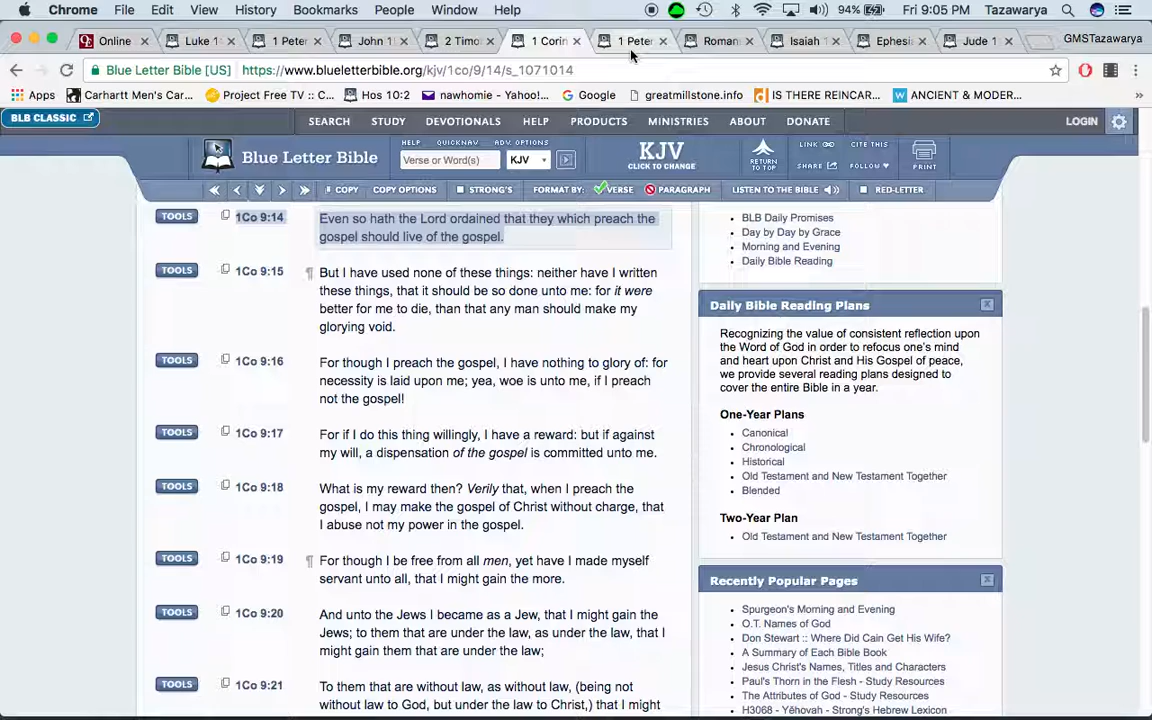 Chrome File Edit View History Bookmarks People Window Help 94% Fri 9:05 PM Tazawarya
Online Luke 1 1 Peter John 1 2 Timo 1 Corin 1 Peter Roman Isaiah Ephesi Jude 1 GMSTazawarya
Blue Letter Bible [US] https://www.blueletterbible.org/kjv/1co/9/14/s_1071014
Apps Carhartt Men's Car... Project Free TV :: C... Hos 10:2 nawhomie - Yahoo!... Google greatmillstone.info IS THERE REINCAR... ANCIENT & MODER... »
BLB CLASSIC SEARCH STUDY DEVOTIONALS HELP PRODUCTS MINISTRIES ABOUT DONATE LOGIN
HELP QUICKNAV ADV. OPTIONS
Blue Letter Bible Verse or Word(s) KJV
KJV
CLICK TO CHANGE
RETURN
TO TOP
LINK CITE THIS
SHARE FOLLOW
PRINT
COPY COPY OPTIONS STRONG'S FORMAT BY: VERSE PARAGRAPH LISTEN TO THE BIBLE RED-LETTER
TOOLS 1Co 9:14 Even so hath the Lord ordained that they which preach the
gospel should live of the gospel.
TOOLS 1Co 9:15 ¶ But I have used none of these things: neither have I written
these things, that it should be so done unto me: for it were
better for me to die, than that any man should make my
glorying void.
TOOLS 1Co 9:16 For though I preach the gospel, I have nothing to glory of: for
necessity is laid upon me; yea, woe is unto me, if I preach
not the gospel!
TOOLS 1Co 9:17 For if I do this thing willingly, I have a reward: but if against
my will, a dispensation of the gospel is committed unto me.
TOOLS 1Co 9:18 What is my reward then? Verily that, when I preach the
gospel, I may make the gospel of Christ without charge, that
I abuse not my power in the gospel.
TOOLS 1Co 9:19 ¶ For though I be free from all men, yet have I made myself
servant unto all, that I might gain the more.
TOOLS 1Co 9:20 And unto the Jews I became as a Jew, that I might gain the
Jews; to them that are under the law, as under the law, that I
might gain them that are under the law;
TOOLS 1Co 9:21 To them that are without law, as without law, (being not
without law to God, but under the law to Christ,) that I might
BLB Daily Promises
Day by Day by Grace
Morning and Evening
Daily Bible Reading
Daily Bible Reading Plans
Recognizing the value of consistent reflection upon
the Word of God in order to refocus one's mind
and heart upon Christ and His Gospel of peace,
we provide several reading plans designed to
cover the entire Bible in a year.
One-Year Plans
Canonical
Chronological
Historical
Old Testament and New Testament Together
Blended
Two-Year Plan
Old Testament and New Testament Together
Recently Popular Pages
Spurgeon's Morning and Evening
O.T. Names of God
Don Stewart :: Where Did Cain Get His Wife?
A Summary of Each Bible Book
Jesus Christ's Names, Titles and Characters
Paul's Thorn in the Flesh - Study Resources
The Attributes of God - Study Resources
H3068 - Yĕhovah - Strong's Hebrew Lexicon